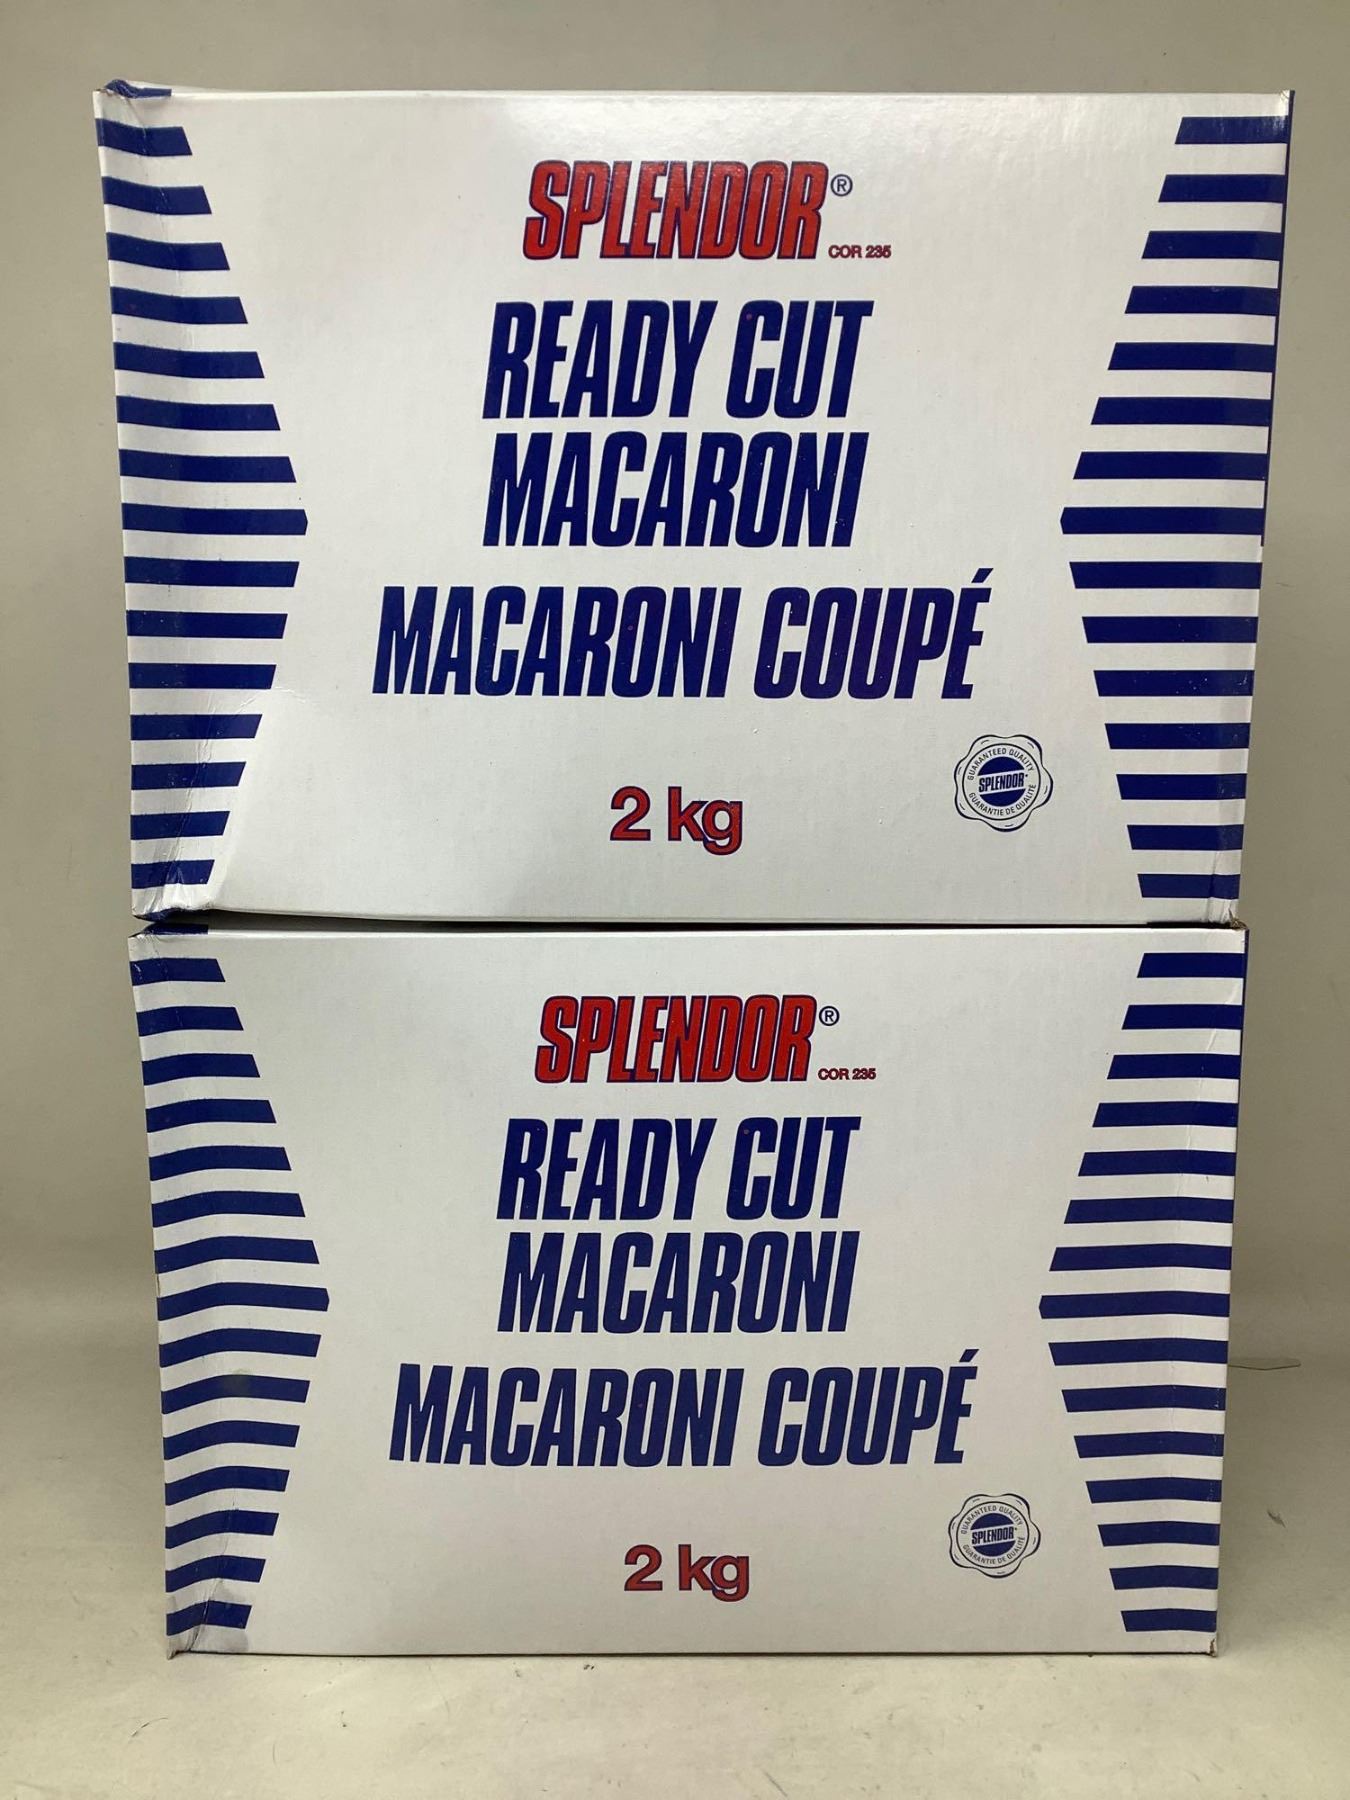 SPLENDOR®
COR 235
READY CUT
MACARONI
MACARONI COUPÉ
2 kg
GUARANTEED QUALITY
SPLENDOR
GUARANTIE DE QUALITÉ
SPLENDOR®
COR 235
READY CUT
MACARONI
MACARONI COUPÉ
2 kg
GUARANTEED QUALITY
SPLENDOR
GUARANTIE DE QUALITÉ